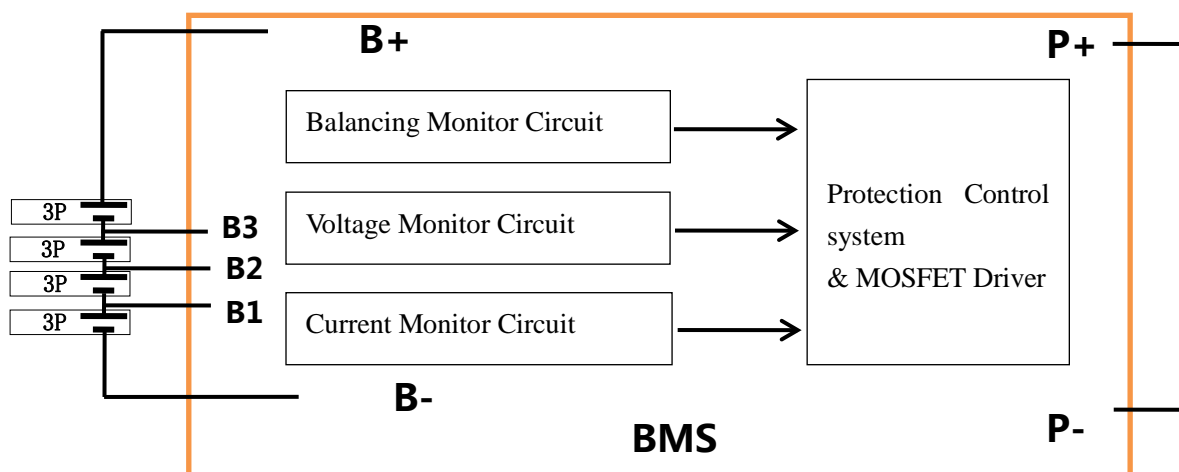 B+
P+
Balancing Monitor Circuit
3P
B3
Voltage Monitor Circuit
Protection Control
system
& MOSFET Driver
3P
B2
3P
B1
3P
Current Monitor Circuit
B-
P-
BMS